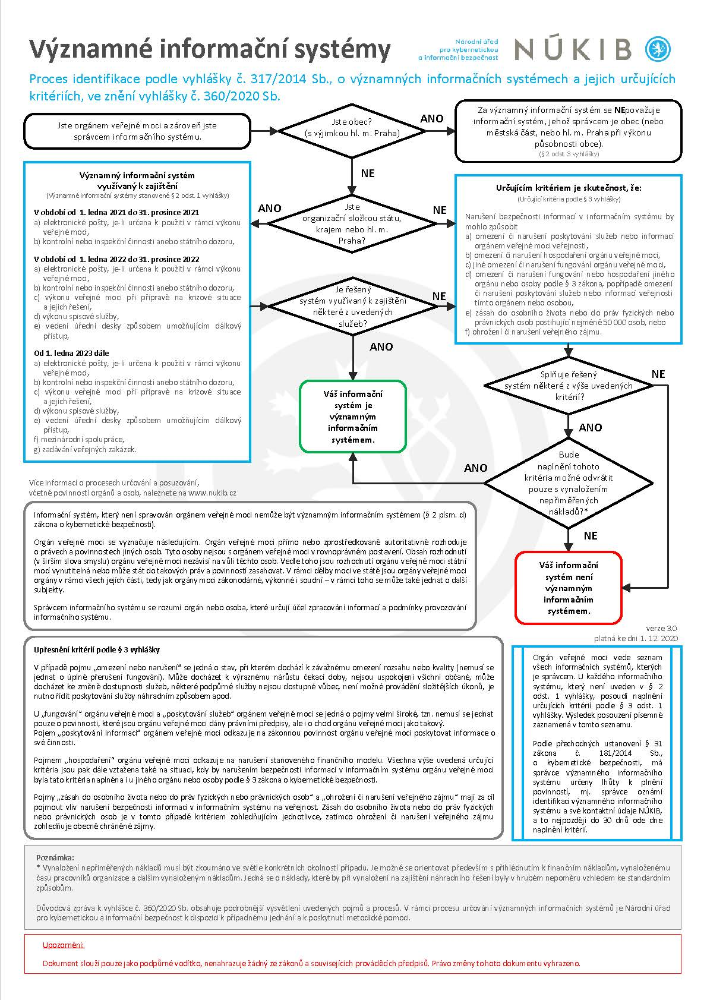 Významné informační systémy
Národní úřad
pro kybernetickou
a informační bezpečnost
NÚKIB
Proces identifikace podle vyhlášky č. 317/2014 Sb., o významných informačních systémech a jejich určujících
kritériích, ve znění vyhlášky č. 360/2020 Sb.
Jste orgánem veřejné moci a zároveň jste
správcem informačního systému.
Jste obec?
(s výjimkou hl. m. Praha)
ANO
Za významný informační systém se NEpovažuje
informační systém, jehož správcem je obec (nebo
městská část, nebo hl. m. Praha při výkonu
působnosti obce).
(§ 2 odst. 3 vyhlášky)
NE
Významný informační systém
využívaný k zajištění
(Významné informační systémy stanovené § 2 odst. 1 vyhlášky)
V období od 1. ledna 2021 do 31. prosince 2021
a) elektronické pošty, je-li určena k použití v rámci výkonu
veřejné moci,
b) kontrolní nebo inspekční činnosti anebo státního dozoru,
V období od 1. ledna 2022 do 31. prosince 2022
a) elektronické pošty, je-li určena k použití v rámci výkonu
veřejné moci,
b) kontrolní nebo inspekční činnosti anebo státního dozoru,
c) výkonu veřejné moci při přípravě na krizové situace
a jejich řešení,
d) výkonu spisové služby,
e) vedení úřední desky způsobem umožňujícím dálkový
přístup,
Od 1. ledna 2023 dále
a) elektronické pošty, je-li určena k použití v rámci výkonu
veřejné moci,
b) kontrolní nebo inspekční činnosti anebo státního dozoru,
c) výkonu veřejné moci při přípravě na krizové situace
a jejich řešení,
d) výkonu spisové služby,
e) vedení úřední desky způsobem umožňujícím dálkový
přístup,
f) mezinárodní spolupráce,
g) zadávání veřejných zakázek.
ANO
Jste
organizační složkou státu,
krajem nebo hl. m.
Praha?
NE
Určujícím kritériem je skutečnost, že:
(Určující kritéria podle § 3 vyhlášky)
Narušení bezpečnosti informací v informačním systému by
mohlo způsobit
a) omezení či narušení poskytování služeb nebo informací
orgánem veřejné moci veřejnosti,
b) omezení či narušení hospodaření orgánu veřejné moci,
c) jiné omezení či narušení fungování orgánu veřejné moci,
d) omezení či narušení fungování nebo hospodaření jiného
orgánu nebo osoby podle § 3 zákona, popřípadě omezení
či narušení poskytování služeb nebo informací veřejnosti
tímto orgánem nebo osobou,
e) zásah do osobního života nebo do práv fyzických nebo
právnických osob postihující nejméně 50 000 osob, nebo
f) ohrožení či narušení veřejného zájmu.
Je řešený
systém využívaný k zajištění
některé z uvedených
služeb?
NE
ANO
Váš informační
systém je
významným
informačním
systémem.
Splňuje řešený
systém některé z výše uvedených
kritérií?
NE
ANO
Bude
naplnění tohoto
kritéria možné odvrátit
pouze s vynaložením
nepřiměřených
nákladů?*
ANO
NE
Váš informační
systém není
významným
informačním
systémem.
Více informací o procesech určování a posuzování,
včetně povinností orgánů a osob, naleznete na www.nukib.cz
Informační systém, který není spravován orgánem veřejné moci nemůže být významným informačním systémem (§ 2 písm. d)
zákona o kybernetické bezpečnosti).
Orgán veřejné moci se vyznačuje následujícím. Orgán veřejné moci přímo nebo zprostředkovaně autoritativně rozhoduje
o právech a povinnostech jiných osob. Tyto osoby nejsou s orgánem veřejné moci v rovnoprávném postavení. Obsah rozhodnutí
(v širším slova smyslu) orgánu veřejné moci nezávisí na vůli těchto osob. Vedle toho jsou rozhodnutí orgánu veřejné moci státní
mocí vynutitelná nebo může stát do takových práv a povinností zasahovat. V rámci dělby moci ve státě jsou orgány veřejné moci
orgány v rámci všech jejích části, tedy jak orgány moci zákonodárné, výkonné i soudní – v rámci toho se může také jednat o další
subjekty.
Správcem informačního systému se rozumí orgán nebo osoba, které určují účel zpracování informací a podmínky provozování
informačního systému.
verze 3.0
platná ke dni 1. 12. 2020
Upřesnění kritérií podle § 3 vyhlášky
V případě pojmu „omezení nebo narušení“ se jedná o stav, při kterém dochází k závažnému omezení rozsahu nebo kvality (nemusí se
jednat o úplné přerušení fungování). Může docházet k výraznému nárůstu čekací doby, nejsou uspokojeni všichni občané, může
docházet ke změně dostupnosti služeb, některé podpůrné služby nejsou dostupné vůbec, není možné provádění složitějších úkonů, je
nutno řídit poskytování služby náhradním způsobem apod.
U „fungování“ orgánu veřejné moci a „poskytování služeb“ orgánem veřejné moci se jedná o pojmy velmi široké, tzn. nemusí se jednat
pouze o povinnosti, které jsou orgánu veřejné moci dány právními předpisy, ale i o chod orgánu veřejné moci jako takový.
Pojem „poskytování informací“ orgánem veřejné moci odkazuje na zákonnou povinnost orgánu veřejné moci poskytovat informace o
své činnosti.
Pojmem „hospodaření“ orgánu veřejné moci odkazuje na narušení stanoveného finančního modelu. Všechna výše uvedená určující
kritéria jsou pak dále vztažena také na situaci, kdy by narušením bezpečnosti informací v informačním systému orgánu veřejné moci
byla tato kritéria naplněna i u jiného orgánu nebo osoby podle § 3 zákona o kybernetické bezpečnosti.
Pojmy „zásah do osobního života nebo do práv fyzických nebo právnických osob“ a „ohrožení či narušení veřejného zájmu“ mají za cíl
pojmout vliv narušení bezpečnosti informací v informačním systému na veřejnost. Zásah do osobního života nebo do práv fyzických
nebo právnických osob je v tomto případě kritériem zohledňujícím jednotlivce, zatímco ohrožení či narušení veřejného zájmu
zohledňuje obecně chráněné zájmy.
Orgán veřejné moci vede seznam
všech informačních systémů, kterých
je správcem. U každého informačního
systému, který není uveden v § 2
odst. 1 vyhlášky, posoudí naplnění
určujících kritérií podle § 3 odst. 1
vyhlášky. Výsledek posouzení písemně
zaznamená v tomto seznamu.
Podle přechodných ustanovení § 31
zákona č. 181/2014 Sb.,
o kybernetické bezpečnosti, má
správce významného informačního
systému určeny lhůty k plnění
povinností, mj. správce oznámí
identifikaci významného informačního
systému a své kontaktní údaje NÚKIB,
a to nejpozději do 30 dnů ode dne
naplnění kritérií.
Poznámka:
* Vynaložení nepřiměřených nákladů musí být zkoumáno ve světle konkrétních okolností případu. Je možné se orientovat především s přihlédnutím k finančním nákladům, vynaloženému
času pracovníků organizace a dalším vynaloženým nákladům. Jedná se o náklady, které by při vynaložení na zajištění náhradního řešení byly v hrubém nepoměru vzhledem ke standardním
způsobům.
Důvodová zpráva k vyhlášce č. 360/2020 Sb. obsahuje podrobnější vysvětlení uvedených pojmů a procesů. V rámci procesu určování významných informačních systémů je Národní úřad
pro kybernetickou a informační bezpečnost k dispozici k případnému jednání a k poskytnutí metodické pomoci.
Upozornění:
Dokument slouží pouze jako podpůrné vodítko, nenahrazuje žádný ze zákonů a souvisejících prováděcích předpisů. Právo změny tohoto dokumentu vyhrazeno.